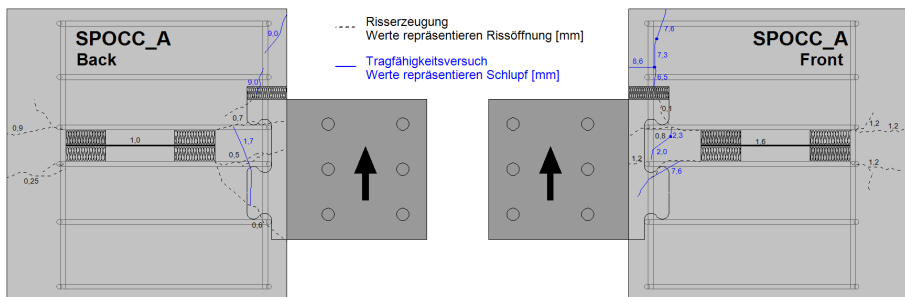 SPOCC_A
Back
9,0
9,0
0,7
0,9
1,0
1,7
0,5
0,25
0,6
Risserzeugung
Werte repräsentieren Rissöffnung [mm]
Tragfähigkeitsversuch
Werte repräsentieren Schlupf [mm]
SPOCC_A
Front
7,6
7,3
8,6
6,5
0,1
0,8
2,3
1,6
2,0
1,2
7,6
1,2
1,2
1,2